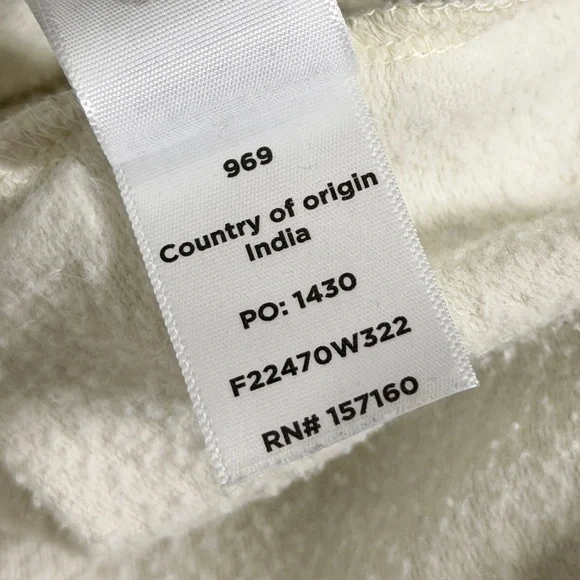 969
Country of origin
India
PO: 1430
F22470W322
RN# 157160